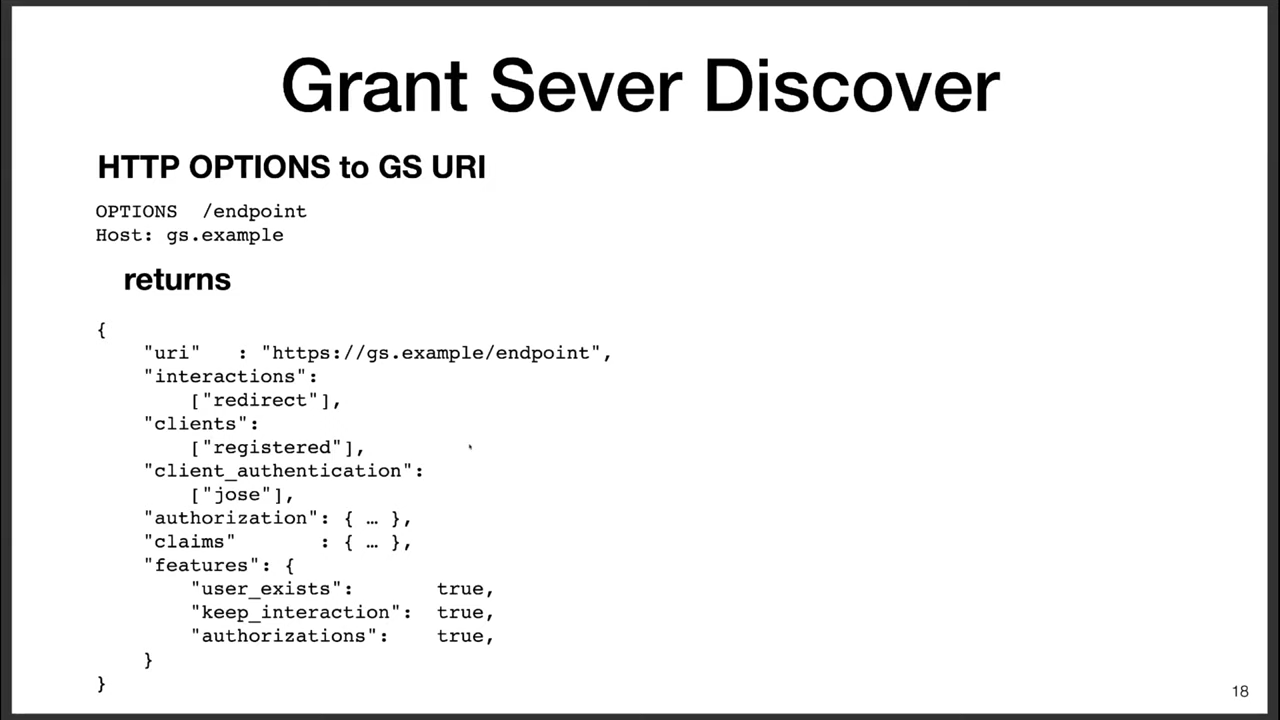 Grant Sever Discover
HTTP OPTIONS to GS URI
OPTIONS  /endpoint
Host: gs.example
returns
{
    "uri"   : "https://gs.example/endpoint",
    "interactions":
        ["redirect"],
    "clients":
        ["registered"],
    "client_authentication":
        ["jose"],
    "authorization": { … },
    "claims"       : { … },
    "features": {
        "user_exists":       true,
        "keep_interaction":  true,
        "authorizations":    true,
    }
}
18